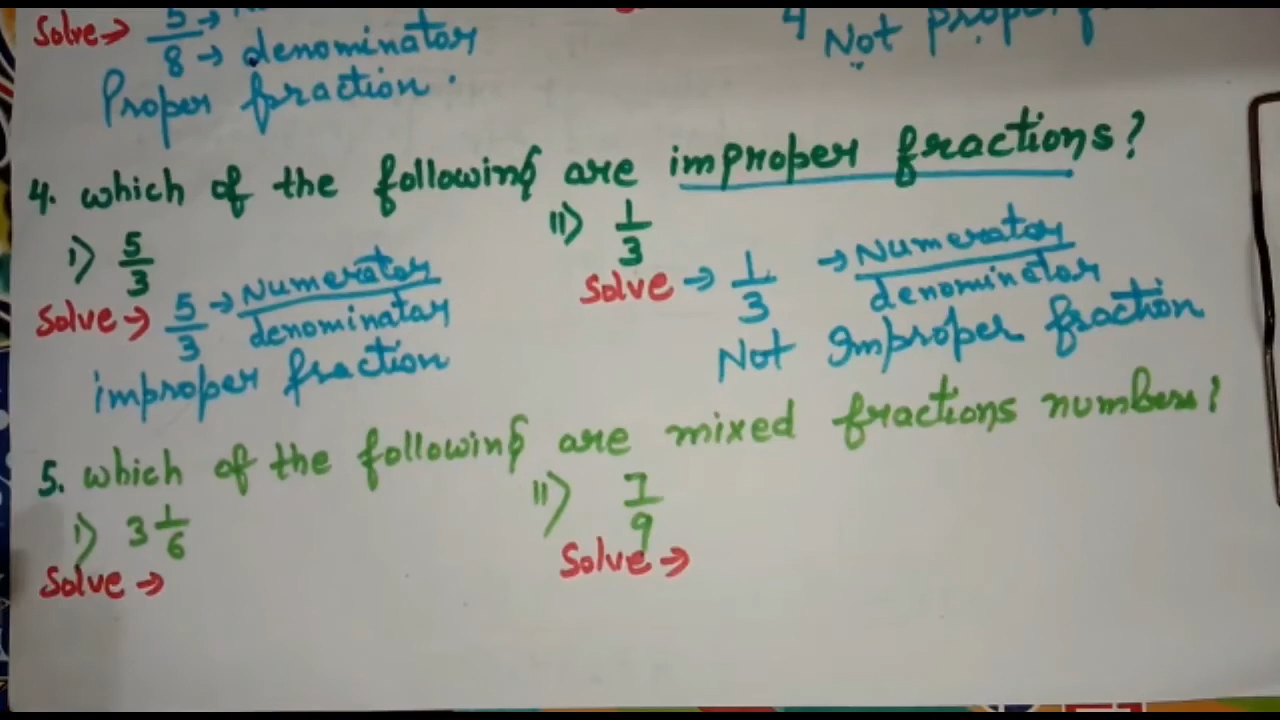 Solve → 5/8 → denominator
Not proper
Proper fraction.
4. which of the following are improper fractions?
i) 5/3 ii) 1/3
Solve → 5/3 → Numerator/denominator Solve → 1/3 → Numerator/denominator
improper fraction Not Improper fraction
5. which of the following are mixed fractions numbers?
i) 3 1/6 ii) 7/9
Solve → Solve →